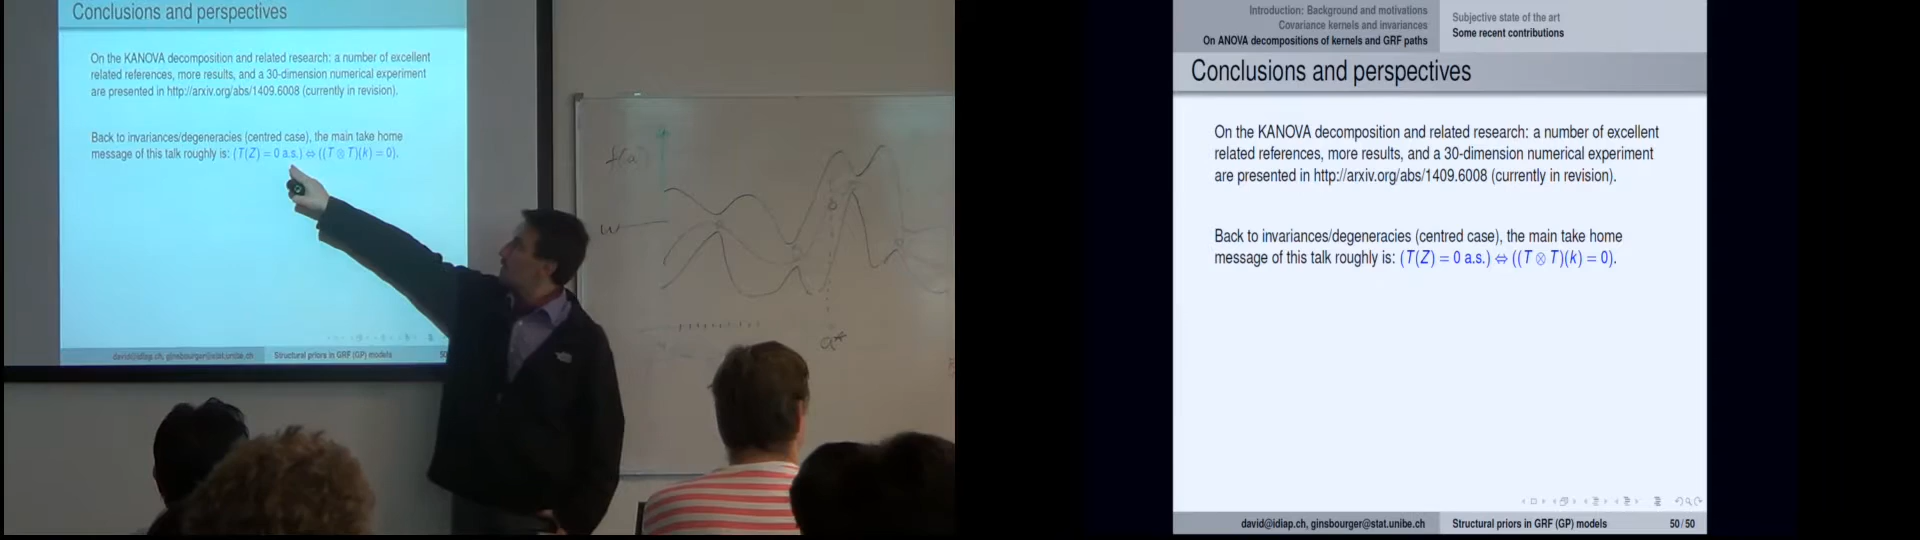 Conclusions and perspectives
On the KANOVA decomposition and related research: a number of excellent
related references, more results, and a 30-dimension numerical experiment
are presented in http://arxiv.org/abs/1409.6008 (currently in revision).
Back to invariances/degeneracies (centred case), the main take home
message of this talk roughly is: (T(Z) = 0 a.s.) ⇔ ((T ⊗ T)(k) = 0).
david@idiap.ch, ginsbourger@stat.unibe.ch
Structural priors in GRF (GP) models
50
f(a)
w
a*
Introduction: Background and motivations
Covariance kernels and invariances
On ANOVA decompositions of kernels and GRF paths
Subjective state of the art
Some recent contributions
Conclusions and perspectives
On the KANOVA decomposition and related research: a number of excellent
related references, more results, and a 30-dimension numerical experiment
are presented in http://arxiv.org/abs/1409.6008 (currently in revision).
Back to invariances/degeneracies (centred case), the main take home
message of this talk roughly is: (T(Z) = 0 a.s.) ⇔ ((T ⊗ T)(k) = 0).
david@idiap.ch, ginsbourger@stat.unibe.ch
Structural priors in GRF (GP) models
50/50